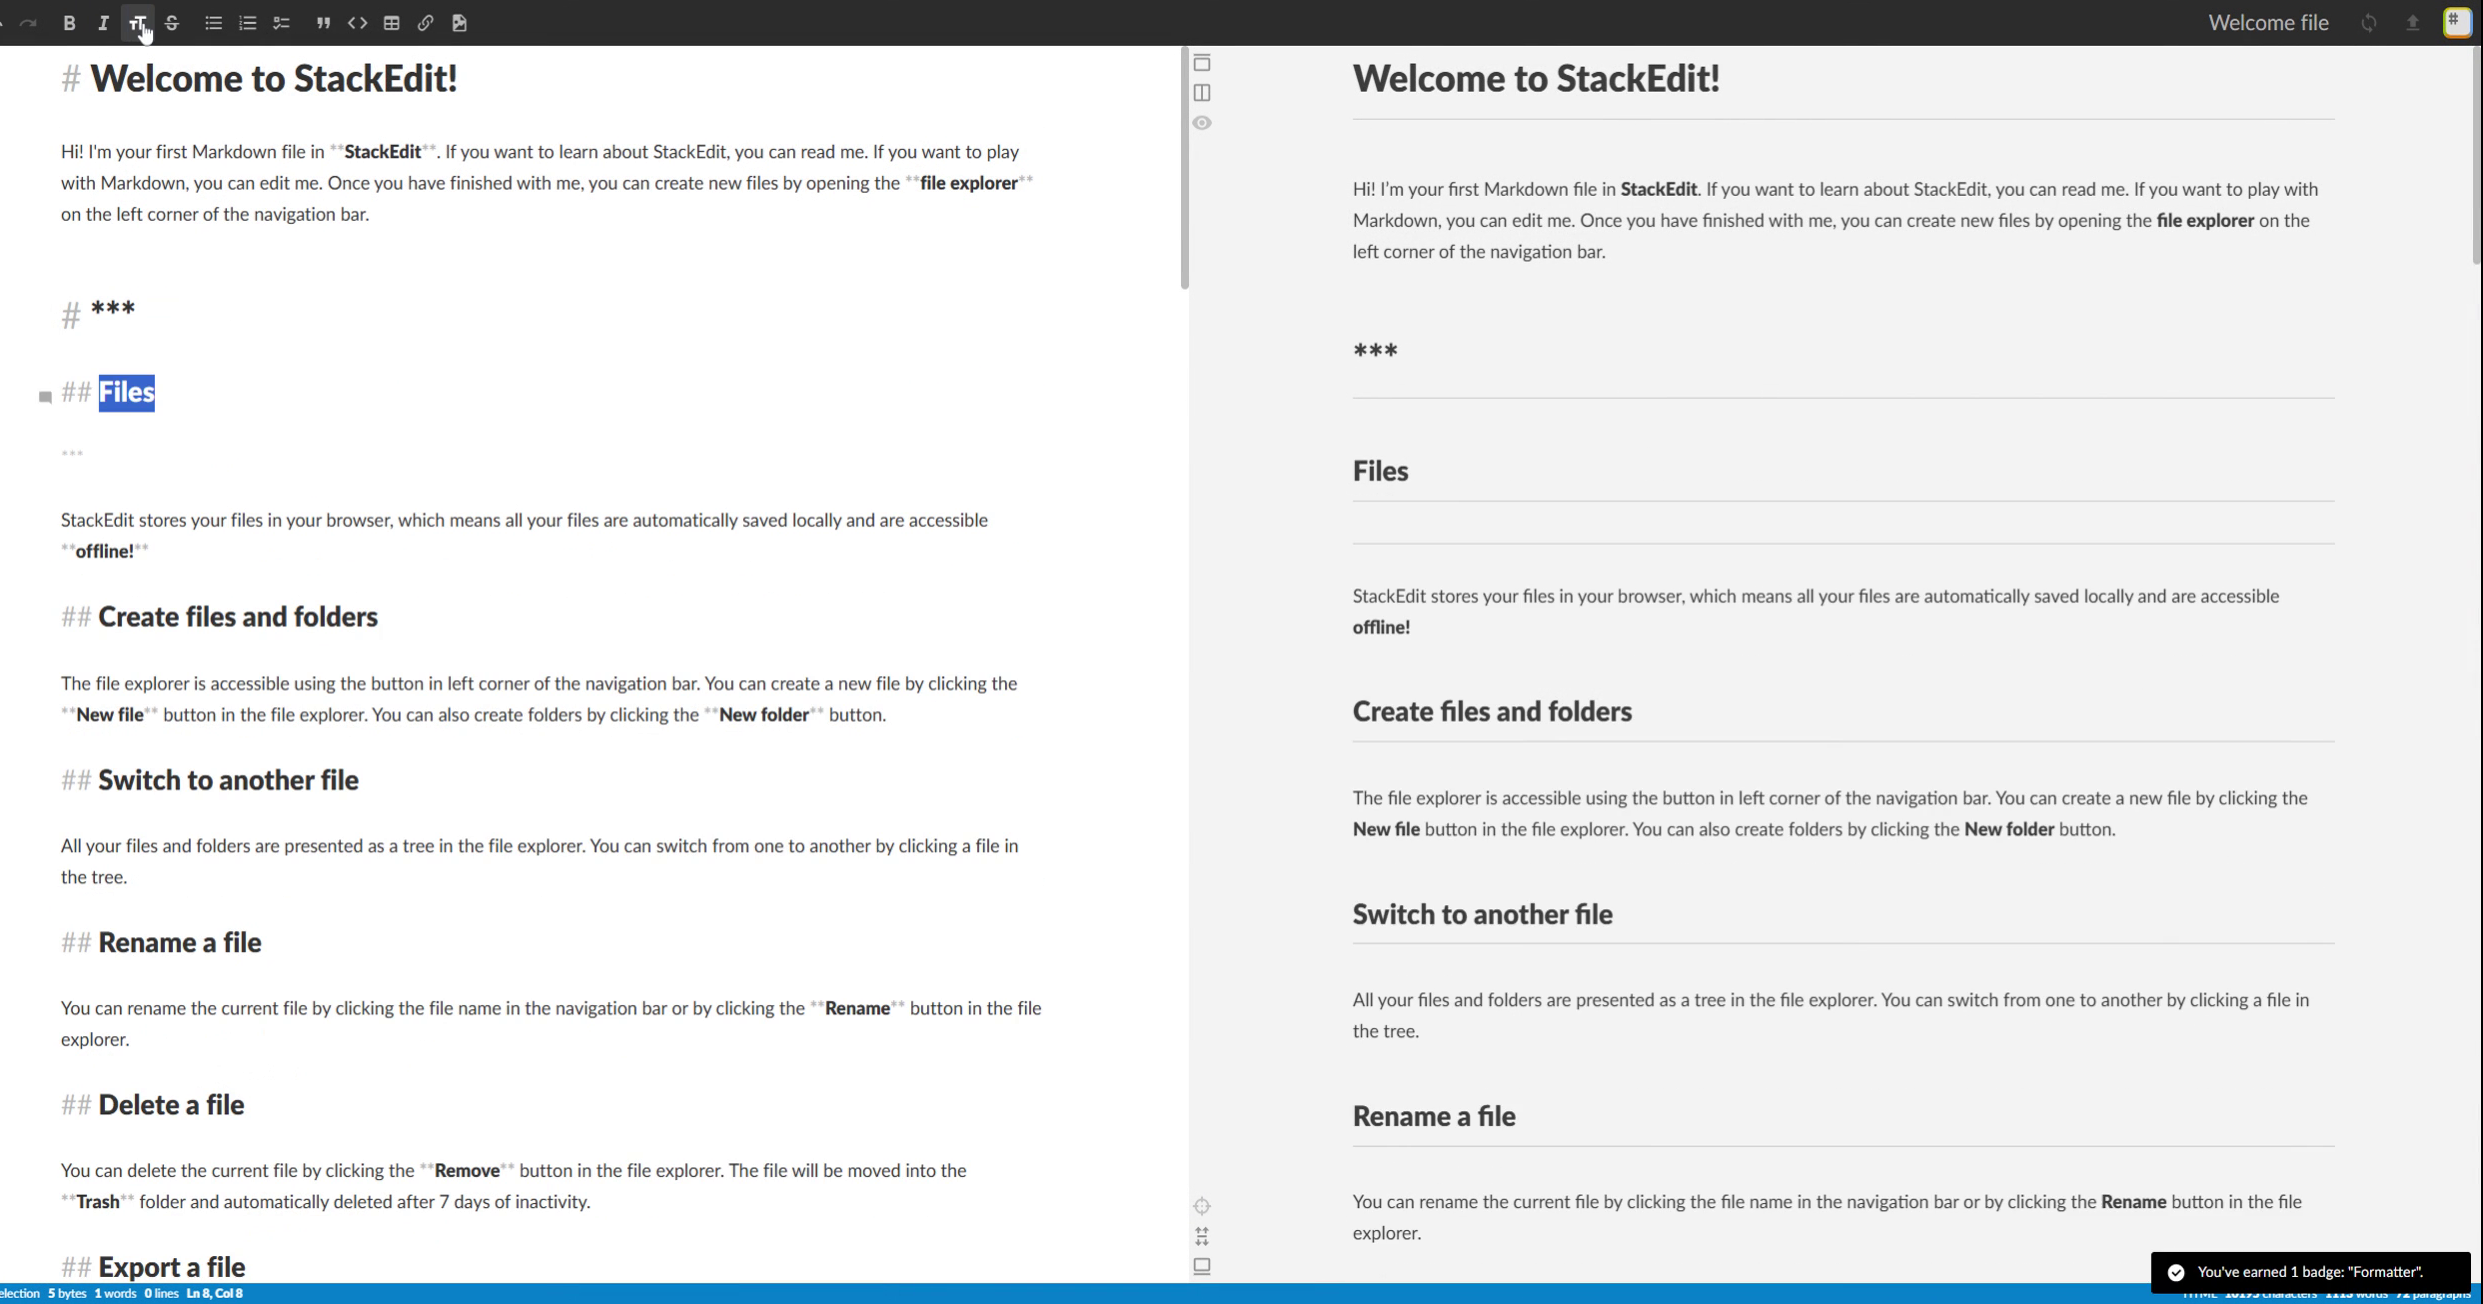 Welcome file
# Welcome to StackEdit!
Hi! I'm your first Markdown file in **StackEdit**. If you want to learn about StackEdit, you can read me. If you want to play
with Markdown, you can edit me. Once you have finished with me, you can create new files by opening the **file explorer**
on the left corner of the navigation bar.
# ***
## Files
***
StackEdit stores your files in your browser, which means all your files are automatically saved locally and are accessible
**offline!**
## Create files and folders
The file explorer is accessible using the button in left corner of the navigation bar. You can create a new file by clicking the
**New file** button in the file explorer. You can also create folders by clicking the **New folder** button.
## Switch to another file
All your files and folders are presented as a tree in the file explorer. You can switch from one to another by clicking a file in
the tree.
## Rename a file
You can rename the current file by clicking the file name in the navigation bar or by clicking the **Rename** button in the file
explorer.
## Delete a file
You can delete the current file by clicking the **Remove** button in the file explorer. The file will be moved into the
**Trash** folder and automatically deleted after 7 days of inactivity.
## Export a file
Welcome to StackEdit!
Hi! I'm your first Markdown file in StackEdit. If you want to learn about StackEdit, you can read me. If you want to play with
Markdown, you can edit me. Once you have finished with me, you can create new files by opening the file explorer on the
left corner of the navigation bar.
***
Files
StackEdit stores your files in your browser, which means all your files are automatically saved locally and are accessible
offline!
Create files and folders
The file explorer is accessible using the button in left corner of the navigation bar. You can create a new file by clicking the
New file button in the file explorer. You can also create folders by clicking the New folder button.
Switch to another file
All your files and folders are presented as a tree in the file explorer. You can switch from one to another by clicking a file in
the tree.
Rename a file
You can rename the current file by clicking the file name in the navigation bar or by clicking the Rename button in the file
explorer.
You've earned 1 badge: "Formatter".
election 5 bytes 1 words 0 lines Ln 8, Col 8